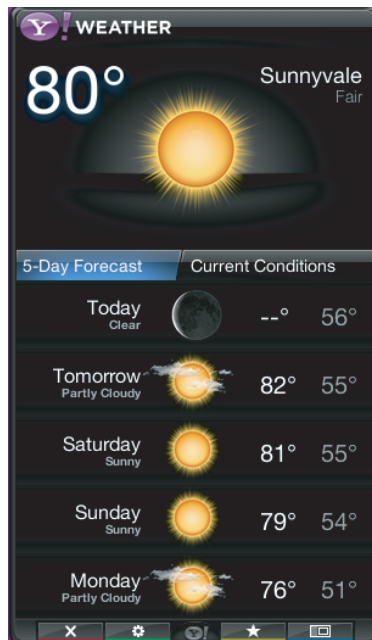 Y! WEATHER
80°
Sunnyvale
Fair
5-Day Forecast Current Conditions
Today --° 56°
Clear
Tomorrow 82° 55°
Partly Cloudy
Saturday 81° 55°
Sunny
Sunday 79° 54°
Sunny
Monday 76° 51°
Partly Cloudy
Y!